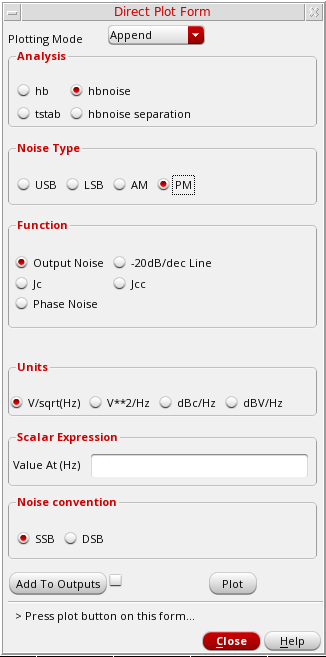 Direct Plot Form
Plotting Mode Append
Analysis
hb hbnoise
tstab hbnoise separation
Noise Type
USB LSB AM PM
Function
Output Noise -20dB/dec Line
Jc Jcc
Phase Noise
Units
V/sqrt(Hz) V**2/Hz dBc/Hz dBV/Hz
Scalar Expression
Value At (Hz)
Noise convention
SSB DSB
Add To Outputs Plot
> Press plot button on this form...
Close Help